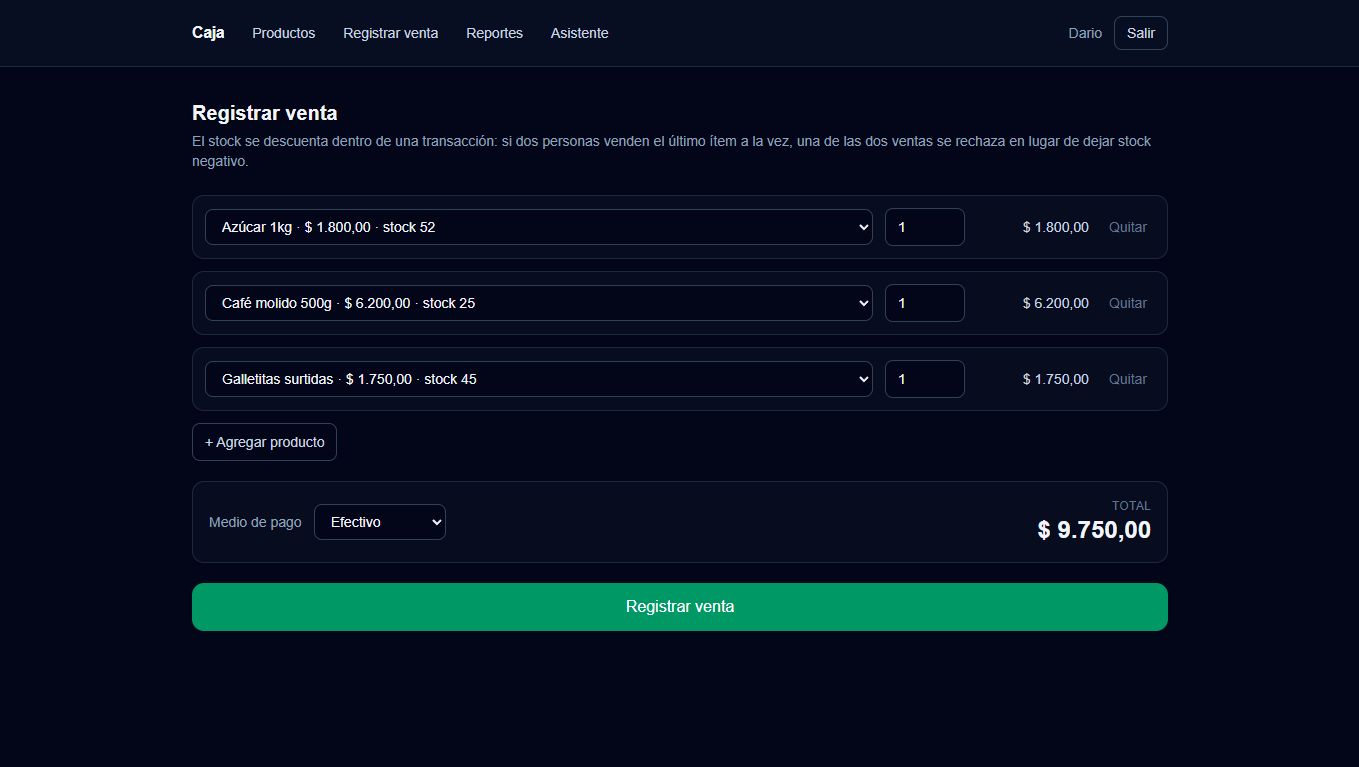 Caja Productos Registrar venta Reportes Asistente Dario Salir
Registrar venta
El stock se descuenta dentro de una transacción: si dos personas venden el último ítem a la vez, una de las dos ventas se rechaza en lugar de dejar stock
negativo.
Azúcar 1kg · $ 1.800,00 · stock 52 1 $ 1.800,00 Quitar
Café molido 500g · $ 6.200,00 · stock 25 1 $ 6.200,00 Quitar
Galletitas surtidas · $ 1.750,00 · stock 45 1 $ 1.750,00 Quitar
+ Agregar producto
TOTAL
Medio de pago Efectivo $ 9.750,00
Registrar venta